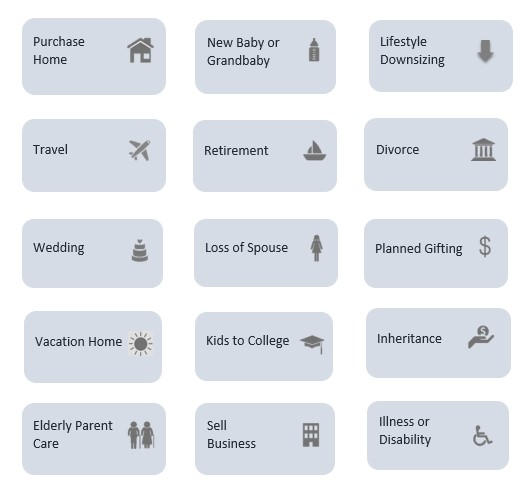 Purchase
Home
New Baby or
Grandbaby
Lifestyle
Downsizing
Travel
Retirement
Divorce
Wedding
Loss of Spouse
Planned Gifting
$
Vacation Home
Kids to College
Inheritance
$
Elderly Parent
Care
Sell
Business
Illness or
Disability